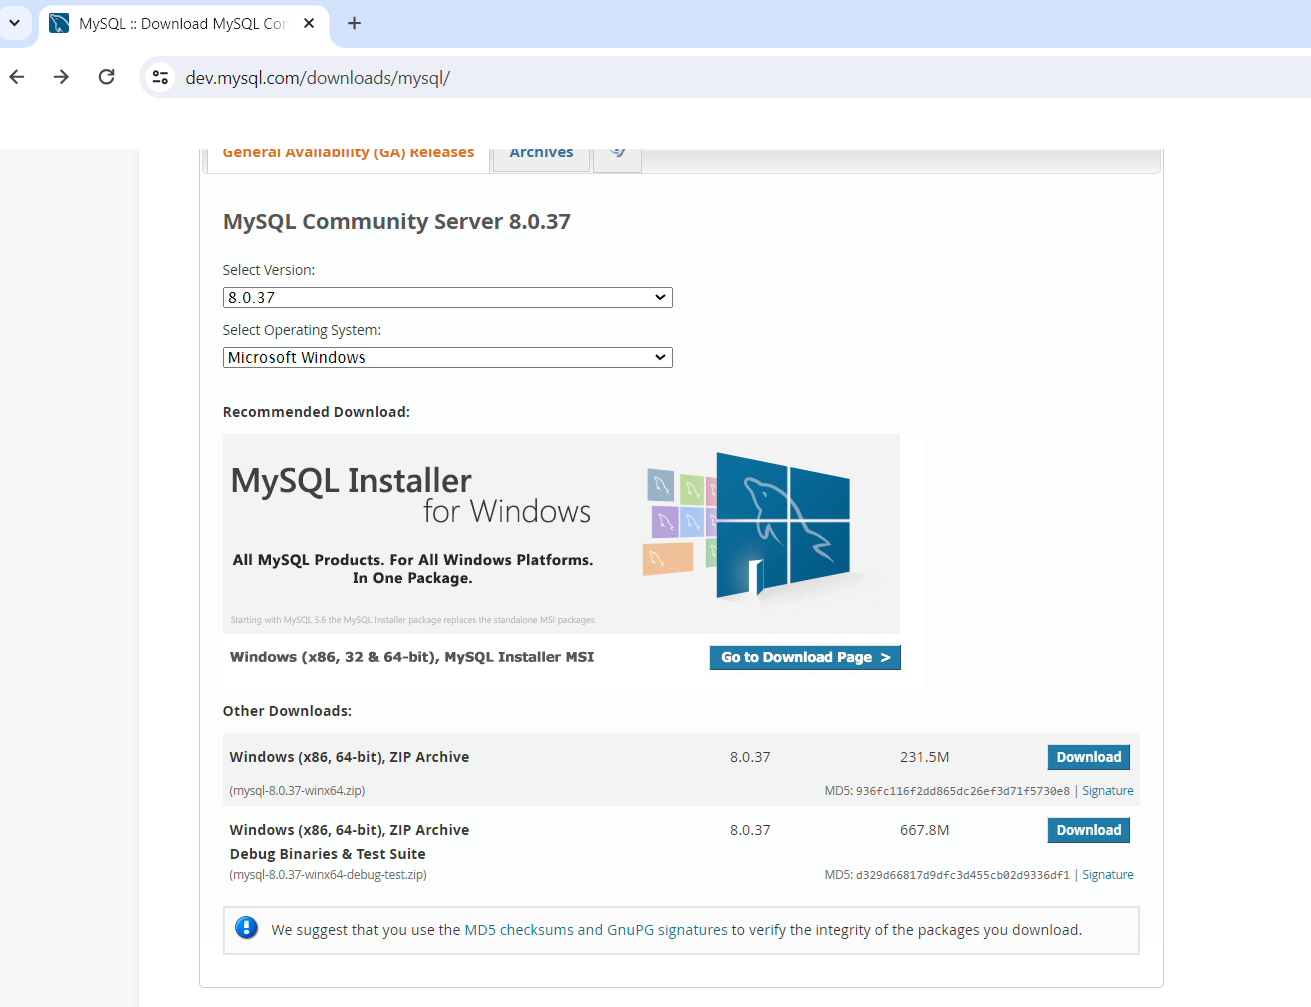 MySQL :: Download MySQL Cor
dev.mysql.com/downloads/mysql/
General Availability (GA) Releases
Archives
MySQL Community Server 8.0.37
Select Version:
8.0.37
Select Operating System:
Microsoft Windows
Recommended Download:
MySQL Installer
for Windows
All MySQL Products. For All Windows Platforms.
In One Package.
Starting with MySQL 5.6 the MySQL Installer package replaces the standalone MSI packages.
Windows (x86, 32 & 64-bit), MySQL Installer MSI
Go to Download Page >
Other Downloads:
Windows (x86, 64-bit), ZIP Archive 8.0.37 231.5M Download
(mysql-8.0.37-winx64.zip) MD5: 936fc116f2dd865dc26ef3d71f5730e8 | Signature
Windows (x86, 64-bit), ZIP Archive 8.0.37 667.8M Download
Debug Binaries & Test Suite
(mysql-8.0.37-winx64-debug-test.zip) MD5: d329d66817d9dfc3d455cb02d9336df1 | Signature
We suggest that you use the MD5 checksums and GnuPG signatures to verify the integrity of the packages you download.